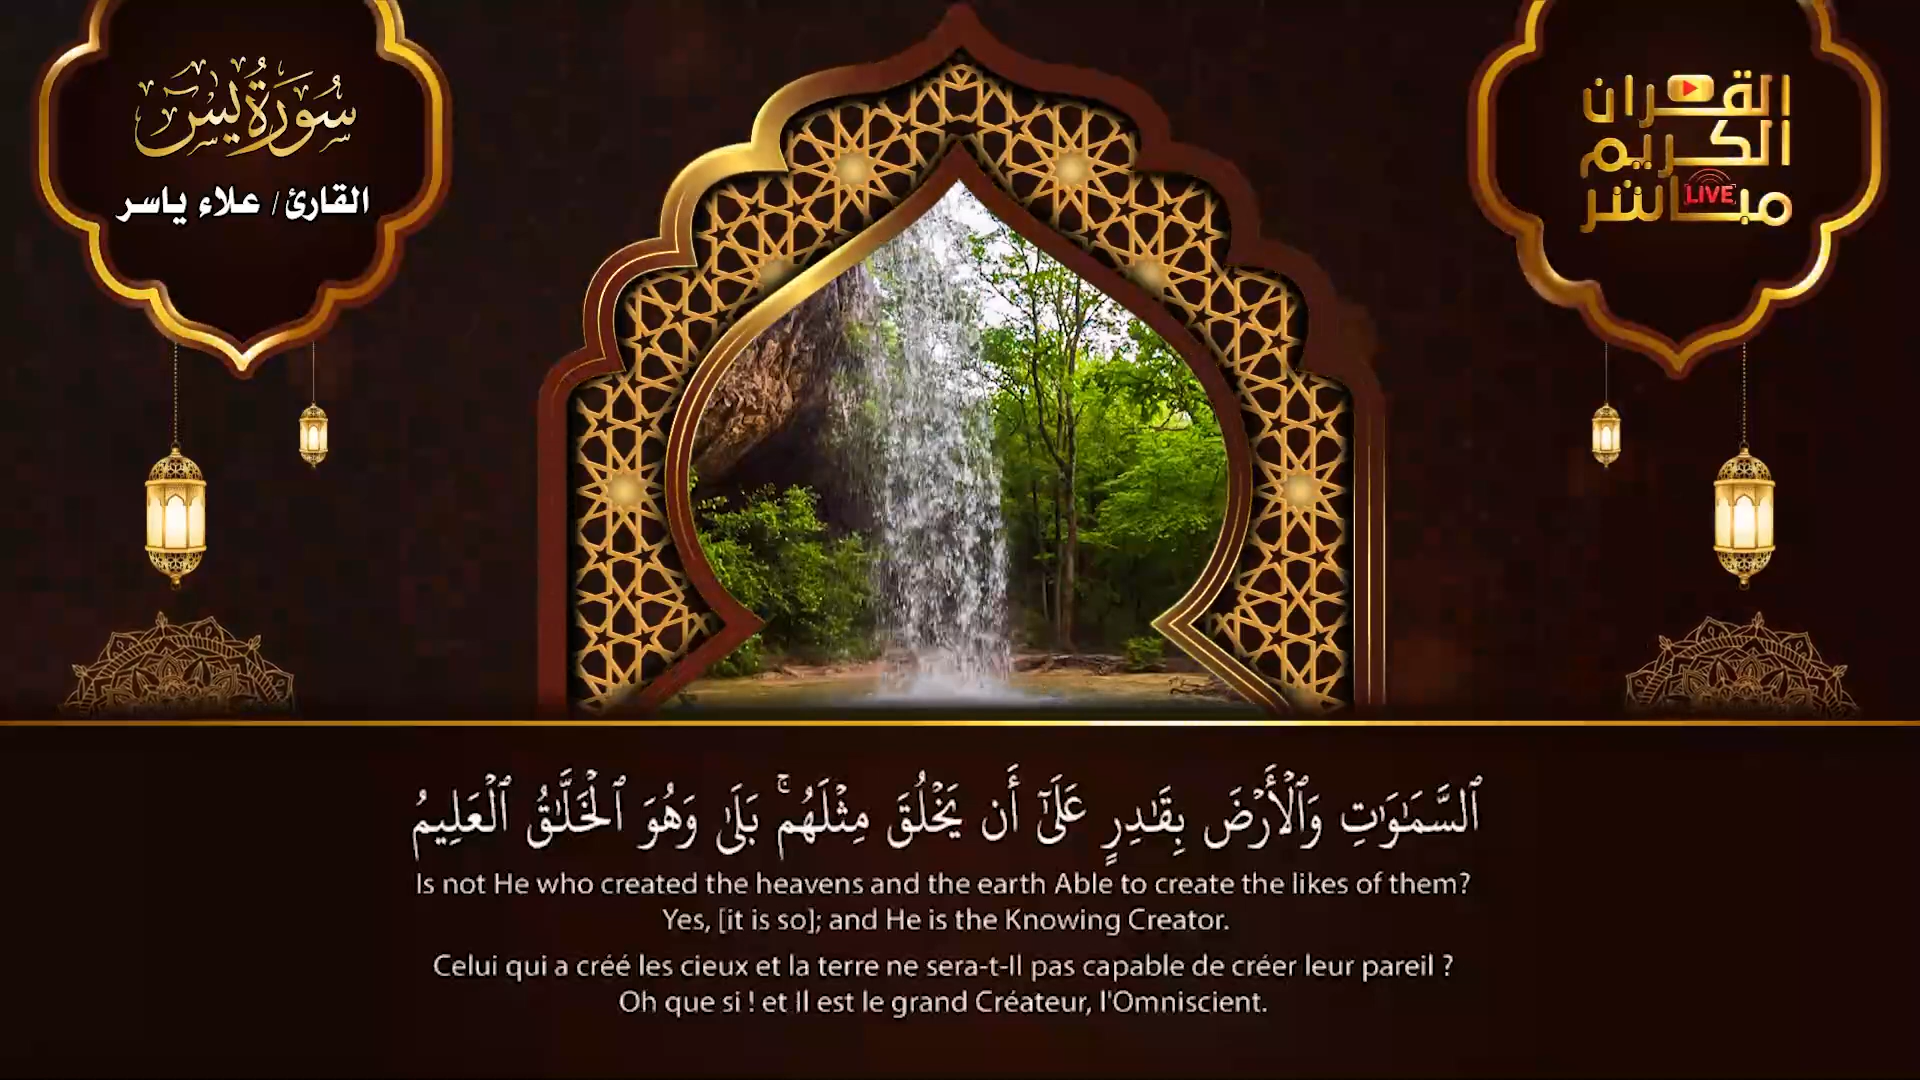 سُورَةُ يسٓ
القارئ / علاء ياسر
القرآن
الكريم
مباشر
LIVE
ٱلسَّمَٰوَٰتِ وَٱلْأَرْضَ بِقَٰدِرٍ عَلَىٰٓ أَن يَخْلُقَ مِثْلَهُم ۚ بَلَىٰ وَهُوَ ٱلْخَلَّٰقُ ٱلْعَلِيمُ
Is not He who created the heavens and the earth Able to create the likes of them?
Yes, [it is so]; and He is the Knowing Creator.
Celui qui a créé les cieux et la terre ne sera-t-Il pas capable de créer leur pareil ?
Oh que si ! et Il est le grand Créateur, l'Omniscient.